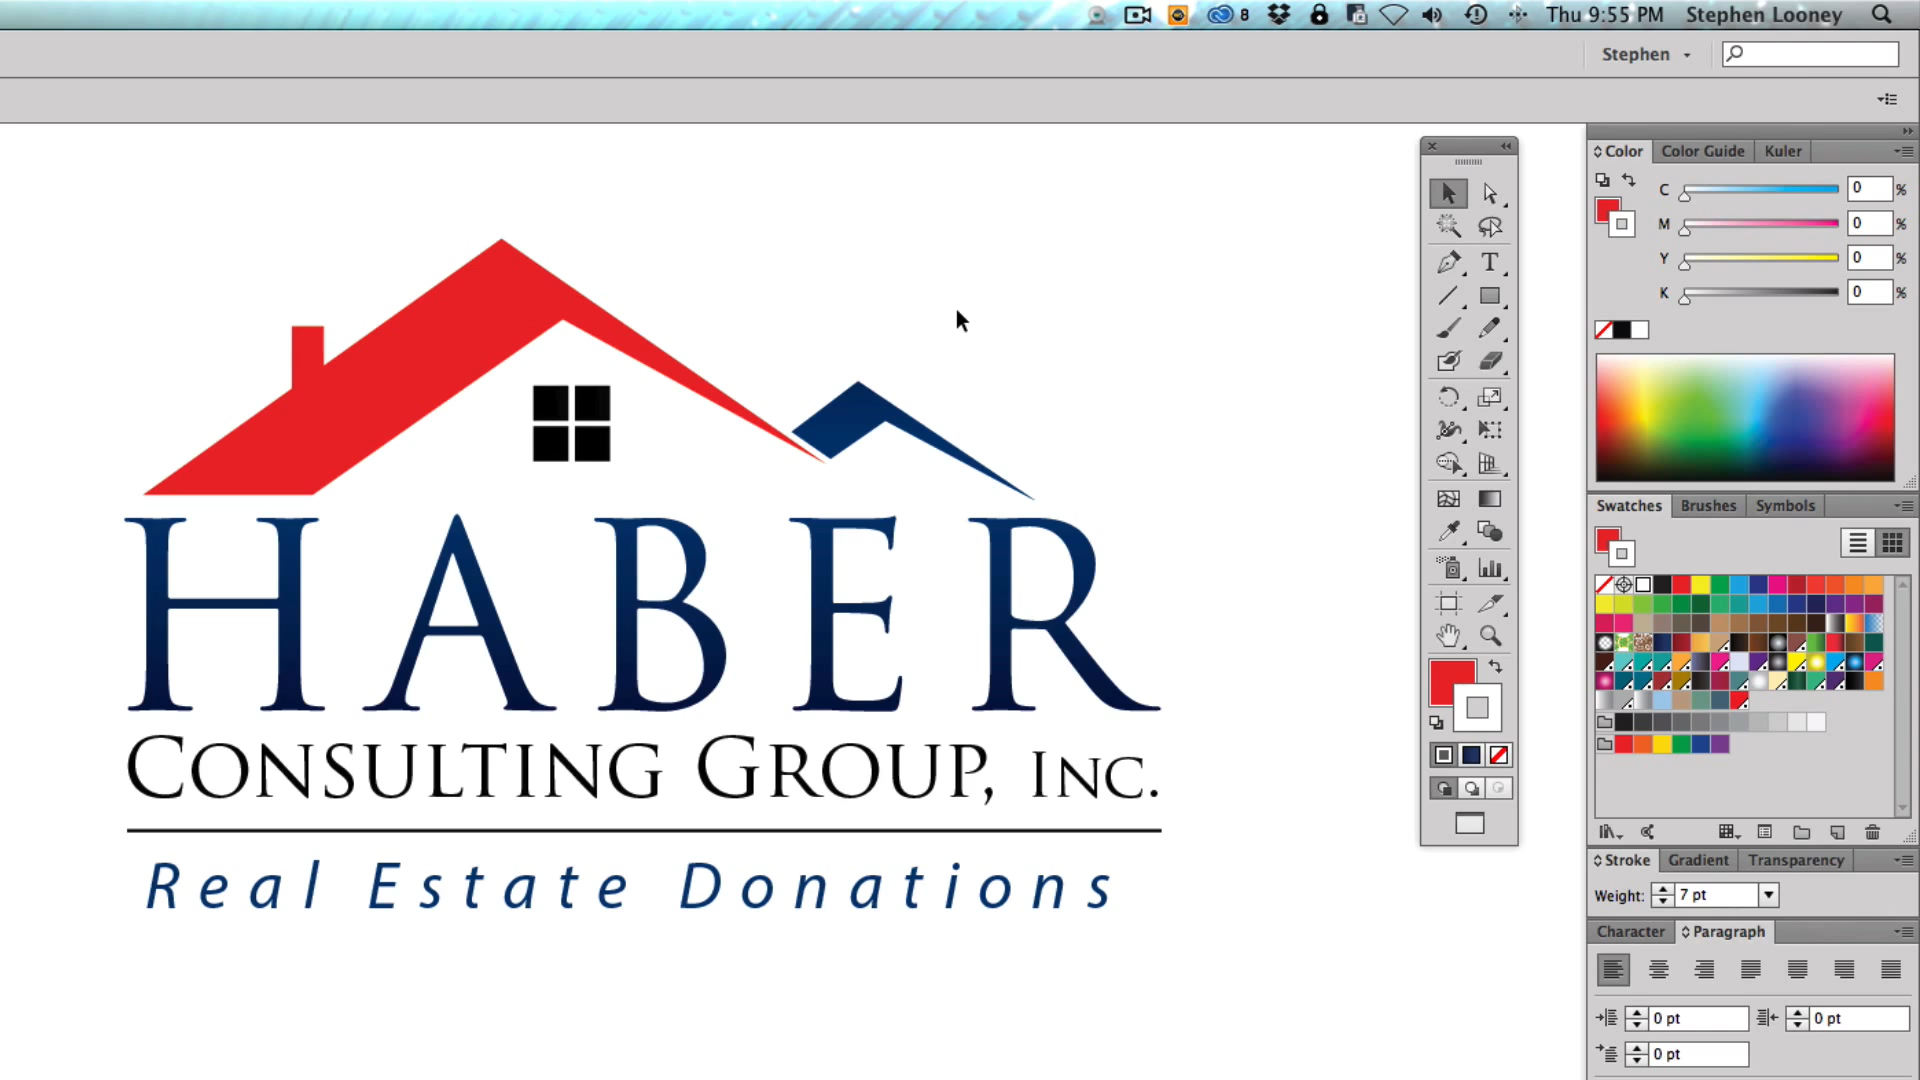 8 Thu 9:55 PM Stephen Looney
Stephen
Color Color Guide Kuler
C 0 %
M 0 %
Y 0 %
K 0 %
T
HABER
CONSULTING GROUP, INC.
Real Estate Donations
Swatches Brushes Symbols
Stroke Gradient Transparency
Weight: 7 pt
Character Paragraph
0 pt 0 pt
0 pt